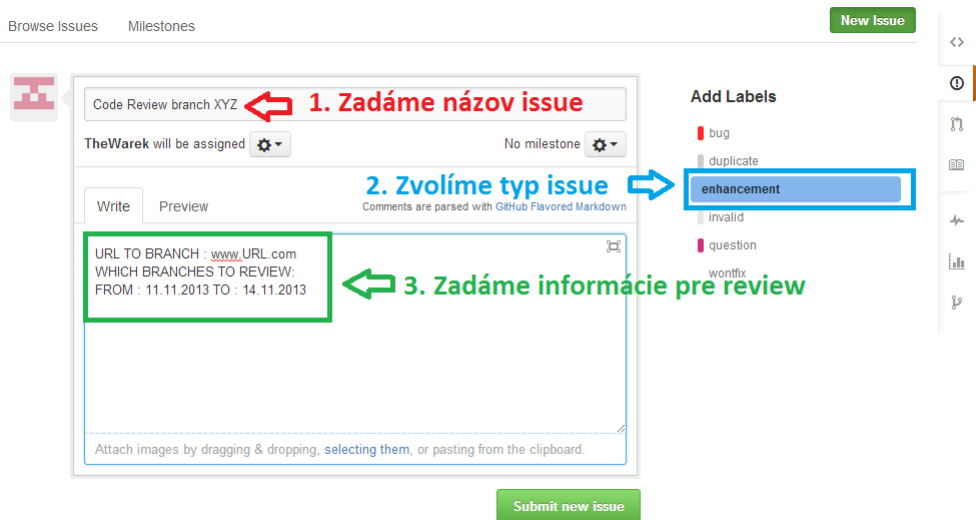 Browse Issues Milestones New Issue
Code Review branch XYZ 1. Zadáme názov issue
TheWarek will be assigned No milestone
Write Preview
2. Zvolíme typ issue
Comments are parsed with GitHub Flavored Markdown
URL TO BRANCH : www.URL.com
WHICH BRANCHES TO REVIEW:
FROM : 11.11.2013 TO : 14.11.2013
3. Zadáme informácie pre review
Attach images by dragging & dropping, selecting them, or pasting from the clipboard.
Submit new issue
Add Labels
bug
duplicate
enhancement
invalid
question
wontfix